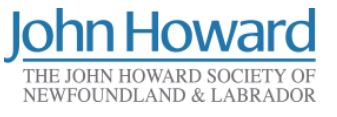 John Howard
THE JOHN HOWARD SOCIETY OF
NEWFOUNDLAND & LABRADOR